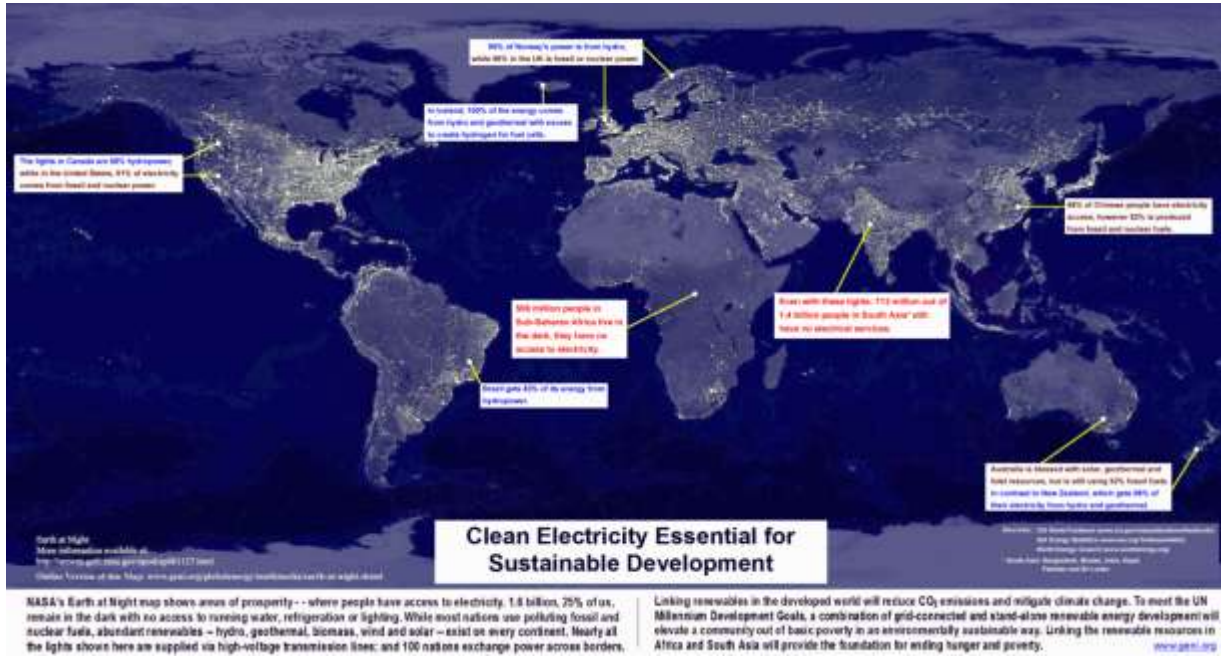 of Norway's power is from hydro,
while in the UK is fossil or nuclear power.
In Iceland, 100% of the energy comes
from hydro and geothermal with excess
to create hydrogen for fuel cells.
The lights in Canada are hydropower,
while in the United States, of electricity
comes from fossil and nuclear power.
of Chinese people have electricity
access, however is produced
from fossil and nuclear fuels.
million people in
Sub-Saharan Africa live in
the dark, they have no
access to electricity.
Even with these lights, million out of
1.4 billion people in South Asia* still
have no electrical services.
Brazil gets of its energy from
hydropower.
Australia is blessed with solar, geothermal and
resources, but is still using fossil fuels.
In contrast to New Zealand, which gets of
their electricity from hydro and geothermal.
Clean Electricity Essential for
Sustainable Development
Earth at Night
More information available at:
Online Version of this Map: www.geni.org/globalenergy/multimedia/earth-at-night.shtml
NASA's Earth at Night map shows areas of prosperity - - where people have access to electricity. 1.6 billion, 25% of us,
remain in the dark with no access to running water, refrigeration or lighting. While most nations use polluting fossil and
nuclear fuels, abundant renewables – hydro, geothermal, biomass, wind and solar – exist on every continent. Nearly all
the lights shown here are supplied via high-voltage transmission lines; and 100 nations exchange power across borders.
Linking renewables in the developed world will reduce CO₂ emissions and mitigate climate change. To meet the UN
Millennium Development Goals, a combination of grid-connected and stand-alone renewable energy development will
elevate a community out of basic poverty in an environmentally sustainable way. Linking the renewable resources in
Africa and South Asia will provide the foundation for ending hunger and poverty. www.geni.org